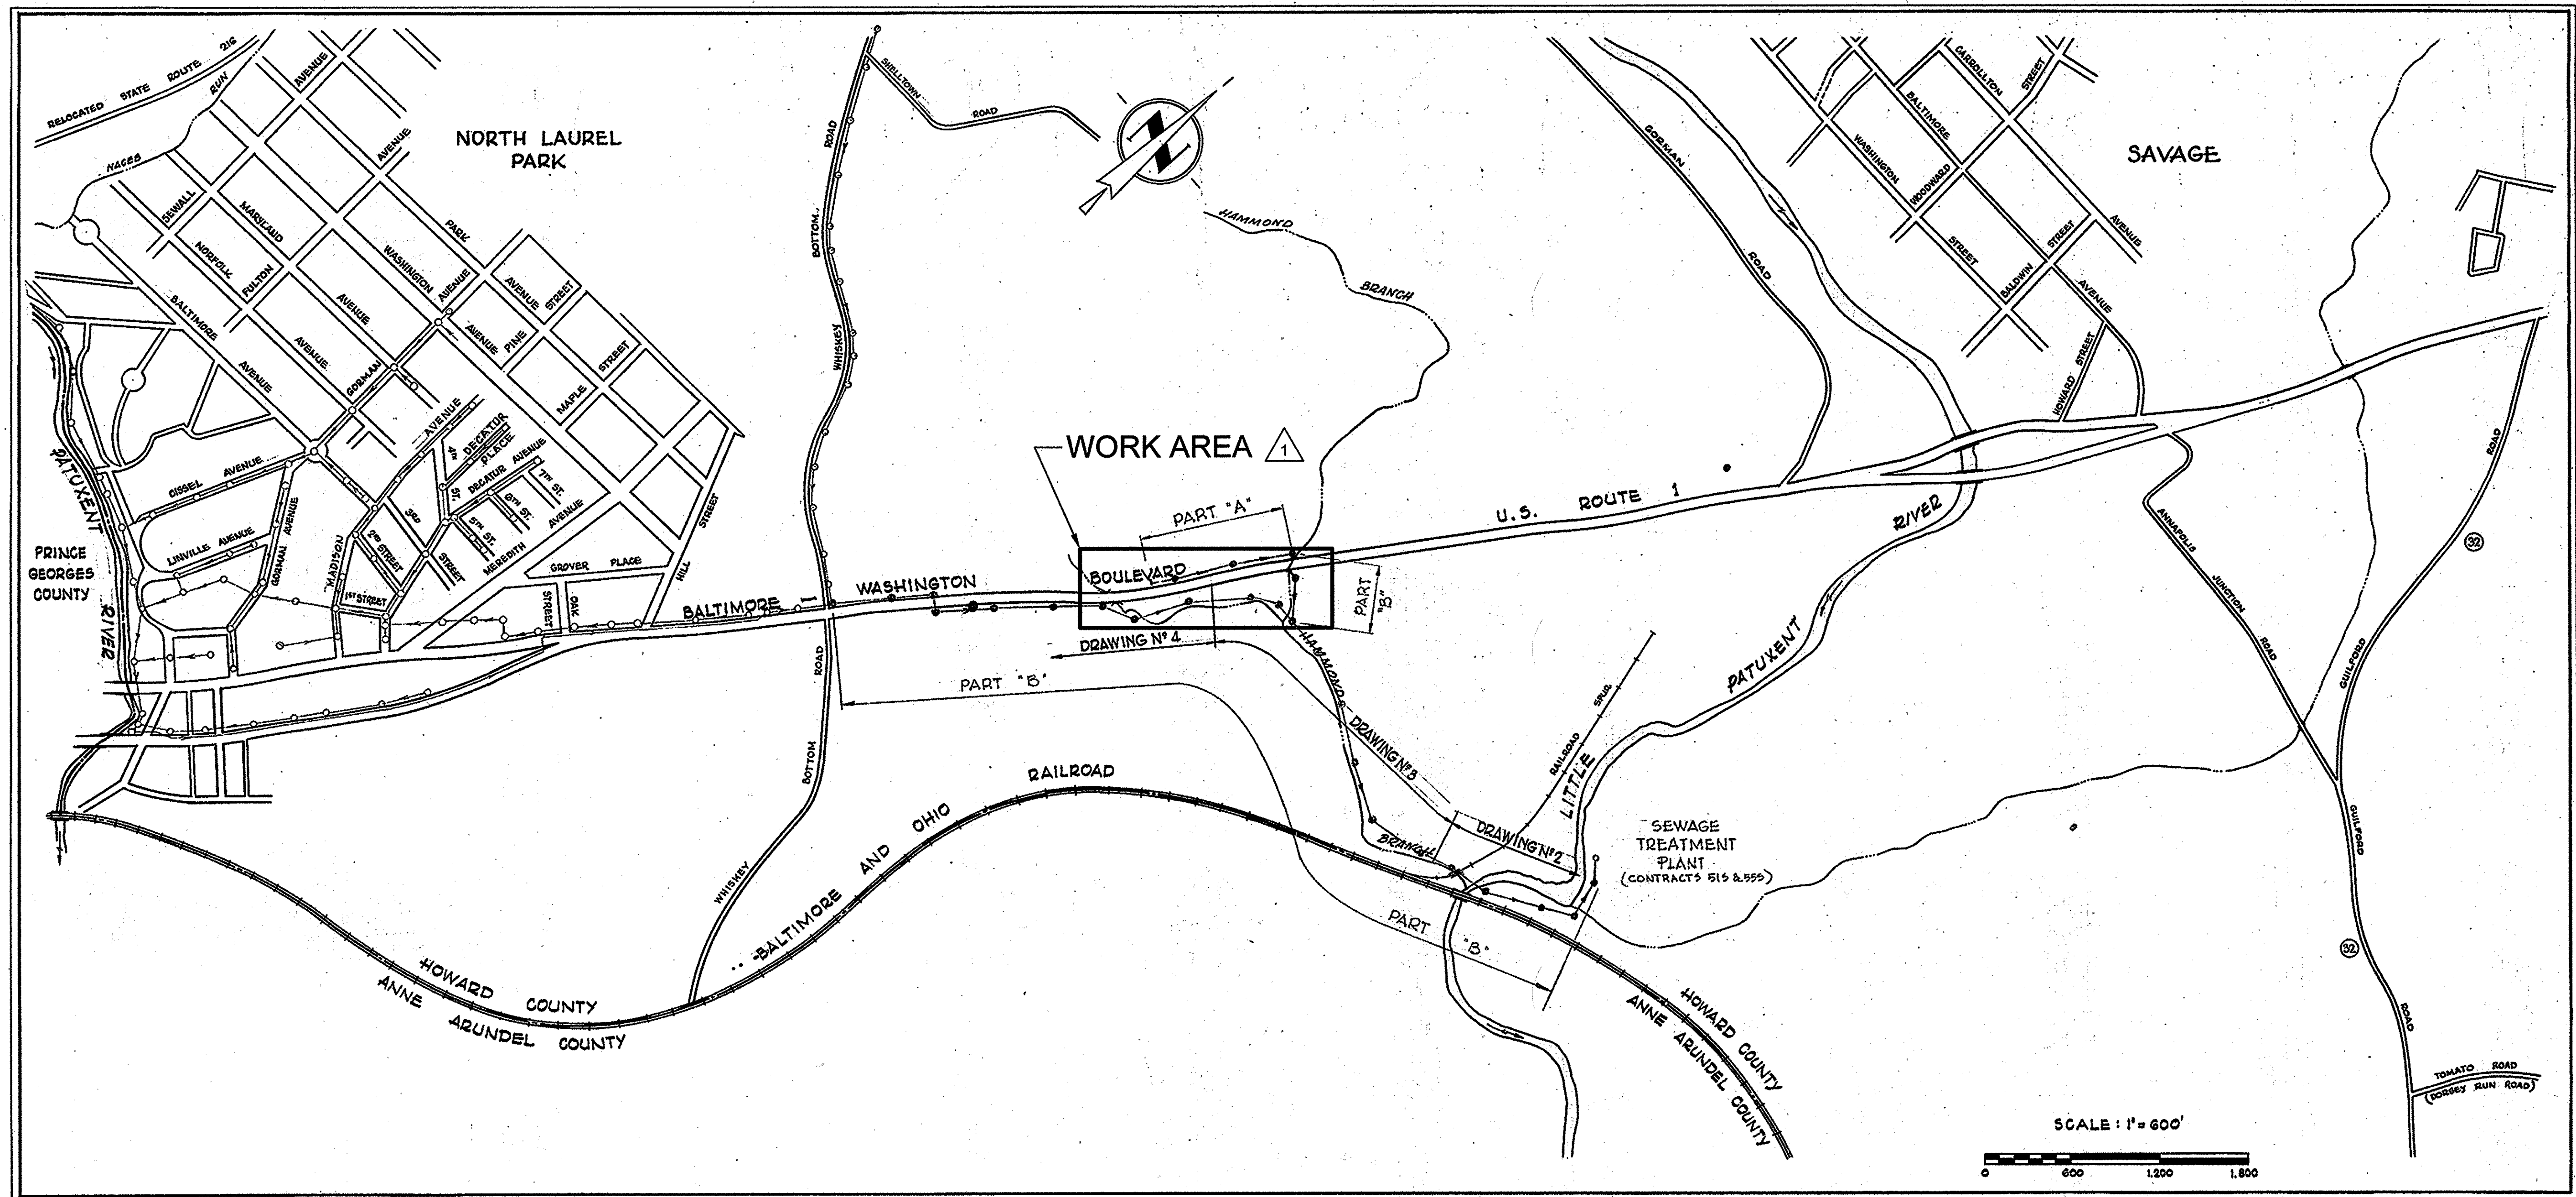 RELOCATED STATE ROUTE 216
RUN
AVENUE
NORTH LAUREL
PARK
AVENUE
SEWALL
MARYLAND
NORFOLK
FULTON
WASHINGTON
PARK
AVENUE
AVENUE
STREET
BALTIMORE
AVENUE
AVENUE
PINE
AVENUE
AVENUE
GORMAN
MAPLE
STREET
AVENUE
4TH
ST.
DECATUR
PLACE
DECATUR AVENUE
7TH ST.
6TH ST.
5TH ST.
3RD
STREET
2ND STREET
1ST STREET
MEREDITH
AVENUE
CISSEL AVENUE
LINVILLE AVENUE
GORMAN AVENUE
MADISON
GROVER PLACE
OAK
STREET
HILL STREET
PATUXENT
RIVER
PRINCE
GEORGES
COUNTY
SHELLTOWN
ROAD
ROAD
BOTTOM
WHISKEY
N
HAMMOND
BRANCH
GORMAN
ROAD
CARROLLTON
STREET
BALTIMORE
WASHINGTON
WOODWARD
STREET
STREET
BALDWIN
AVENUE
AVENUE
HOWARD STREET
SAVAGE
WORK AREA 1
PART "A"
BOULEVARD
WASHINGTON
BALTIMORE
U.S. ROUTE 1
PART
"B"
DRAWING Nº 4
PART "B"
HAMMOND
DRAWING Nº 3
BRANCH
DRAWING Nº 2
PART "B"
ROAD
BOTTOM
WHISKEY
RAILROAD
BALTIMORE AND OHIO
RAILROAD SPUR
LITTLE
PATUXENT
RIVER
SEWAGE
TREATMENT
PLANT
(CONTRACTS 51S & 55S)
ANNAPOLIS
JUNCTION
ROAD
ROAD
32
GUILFORD
GUILFORD
32
ROAD
TOMATO ROAD
(DORSEY RUN ROAD)
HOWARD COUNTY
ANNE ARUNDEL COUNTY
HOWARD COUNTY
ANNE ARUNDEL COUNTY
SCALE : 1" = 600'
0 600 1,200 1,800